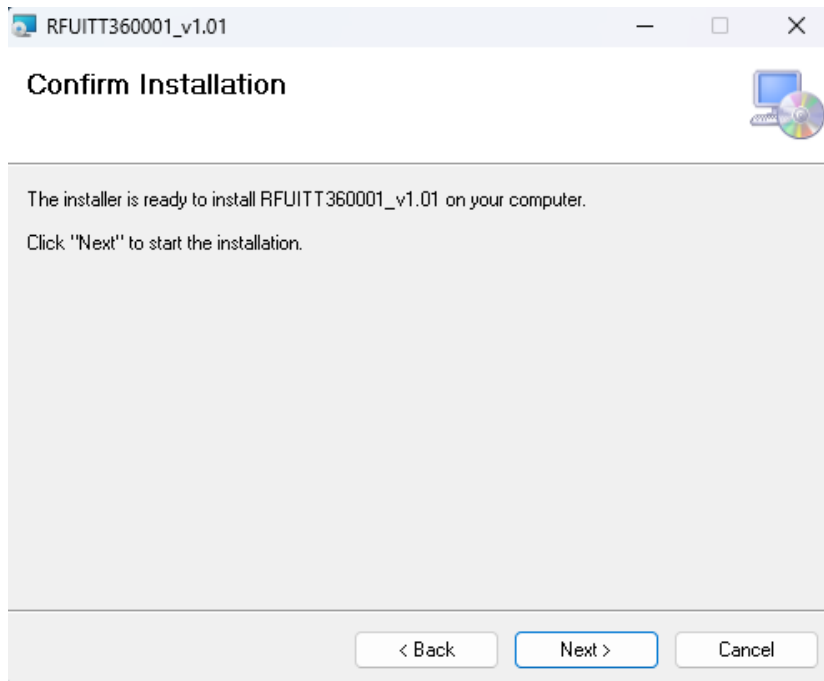 RFUITT360001_v1.01
Confirm Installation
The installer is ready to install RFUITT360001_v1.01 on your computer.
Click "Next" to start the installation.
< Back
Next >
Cancel